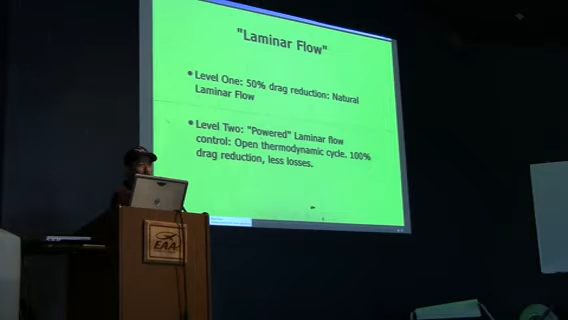 "Laminar Flow"
• Level One: 50% drag reduction: Natural
Laminar Flow
• Level Two: "Powered" Laminar flow
control: Open thermodynamic cycle. 100%
drag reduction, less losses.
EAA